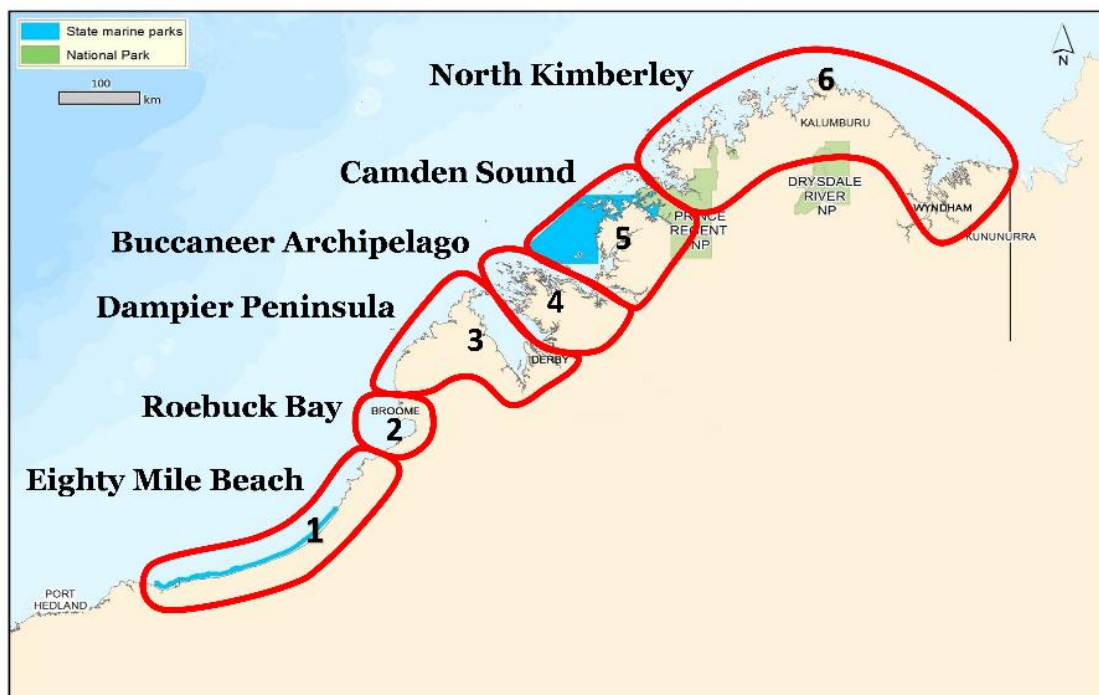 State marine parks
National Park
100
km
N
North Kimberley
6
KALUMBURU
Camden Sound
DRYSDALE
RIVER
NP
WYNDHAM
KUNUNURRA
PRINCE
REGENT
NP
5
Buccaneer Archipelago
4
Dampier Peninsula
3
DERBY
Roebuck Bay
BROOME
2
Eighty Mile Beach
1
PORT
HEDLAND